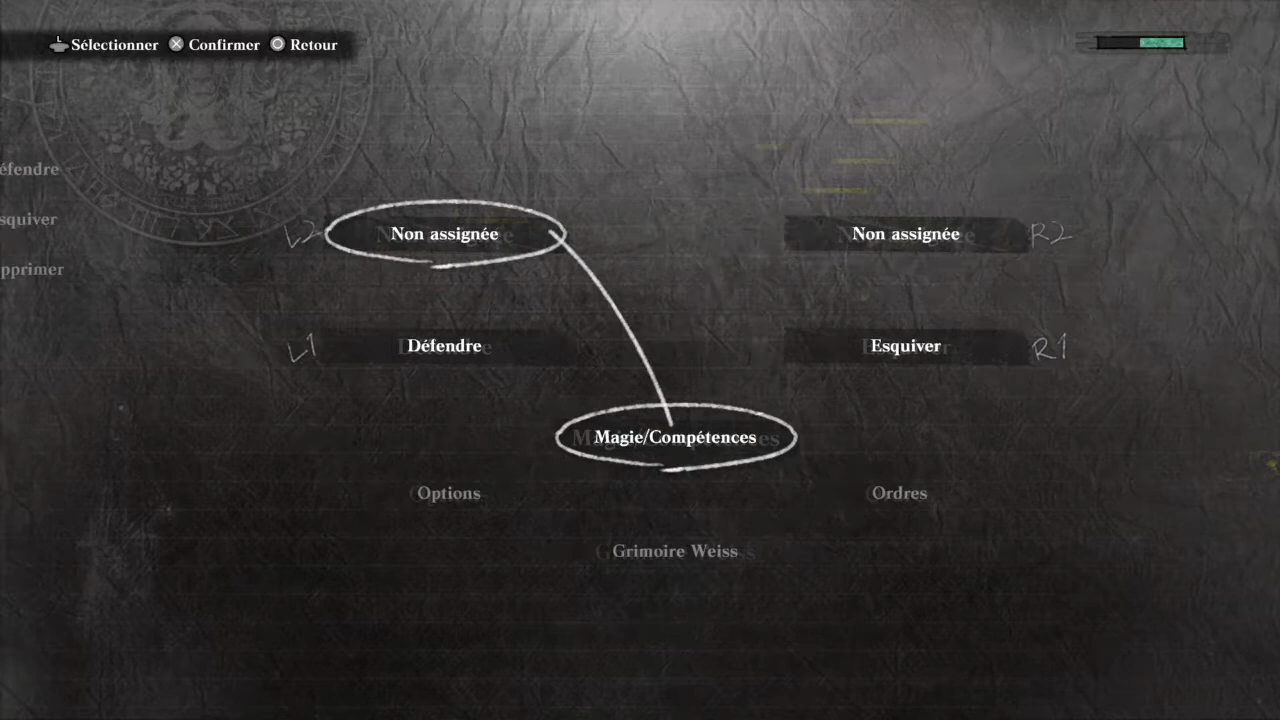 Sélectionner Confirmer Retour
éfendre
squiver
pprimer
L2 Non assignée
Non assignée R2
L1 Défendre
Esquiver R1
Magie/Compétences
Options
Ordres
Grimoire Weiss